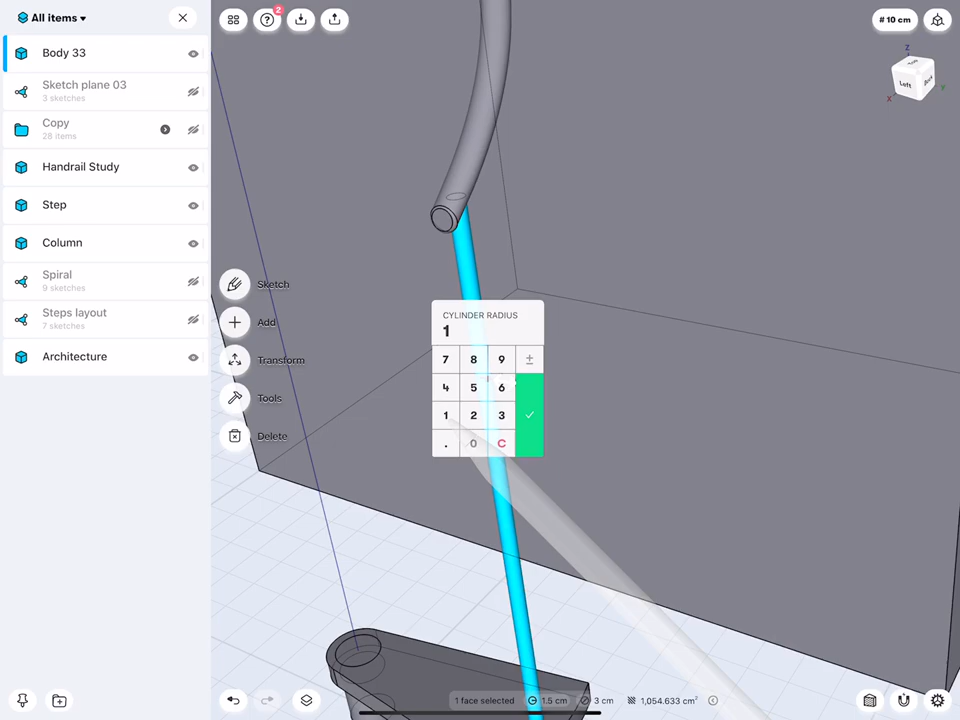 All items ▾
Body 33
Sketch plane 03
3 sketches
Copy
28 items
Handrail Study
Step
Column
Spiral
9 sketches
Steps layout
7 sketches
Architecture
2
# 10 cm
Z
Left
Back
X
Y
Sketch
Add
Transform
Tools
Delete
CYLINDER RADIUS
1
7 8 9 ±
4 5 6
1 2 3 ✓
. 0 C
1 face selected 1.5 cm 3 cm 1,054.633 cm²